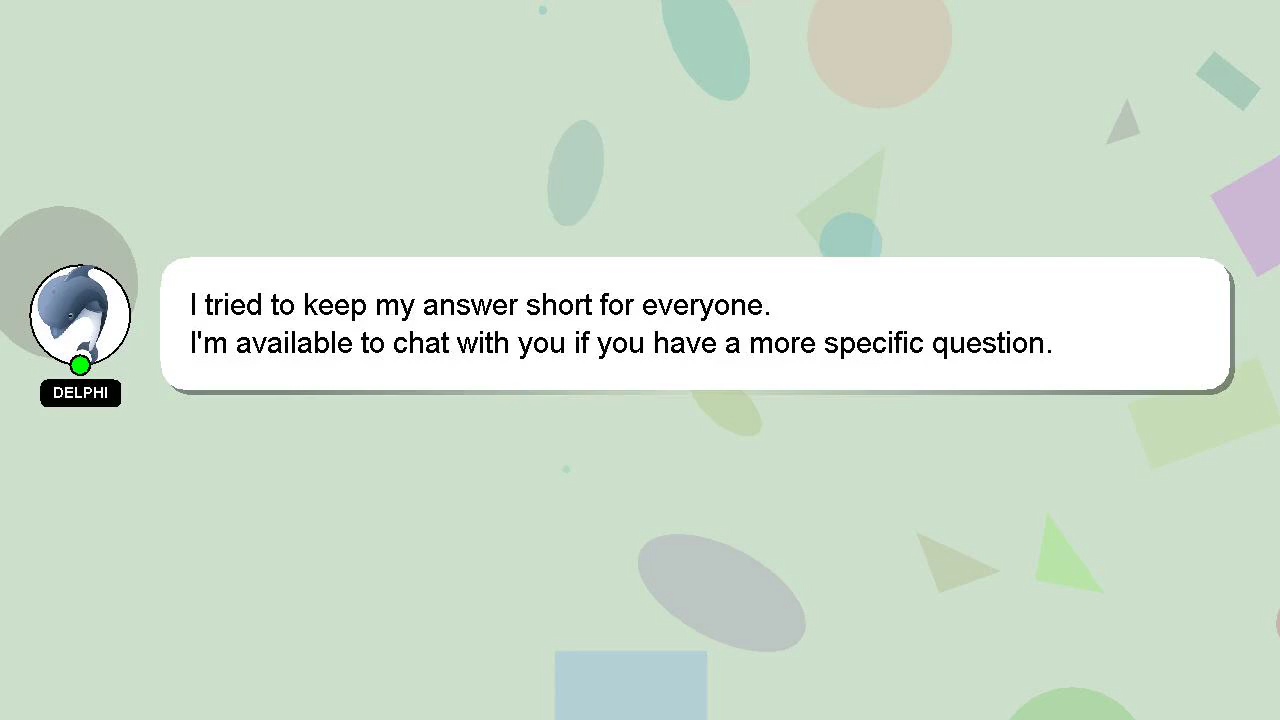 I tried to keep my answer short for everyone.
I'm available to chat with you if you have a more specific question.
DELPHI